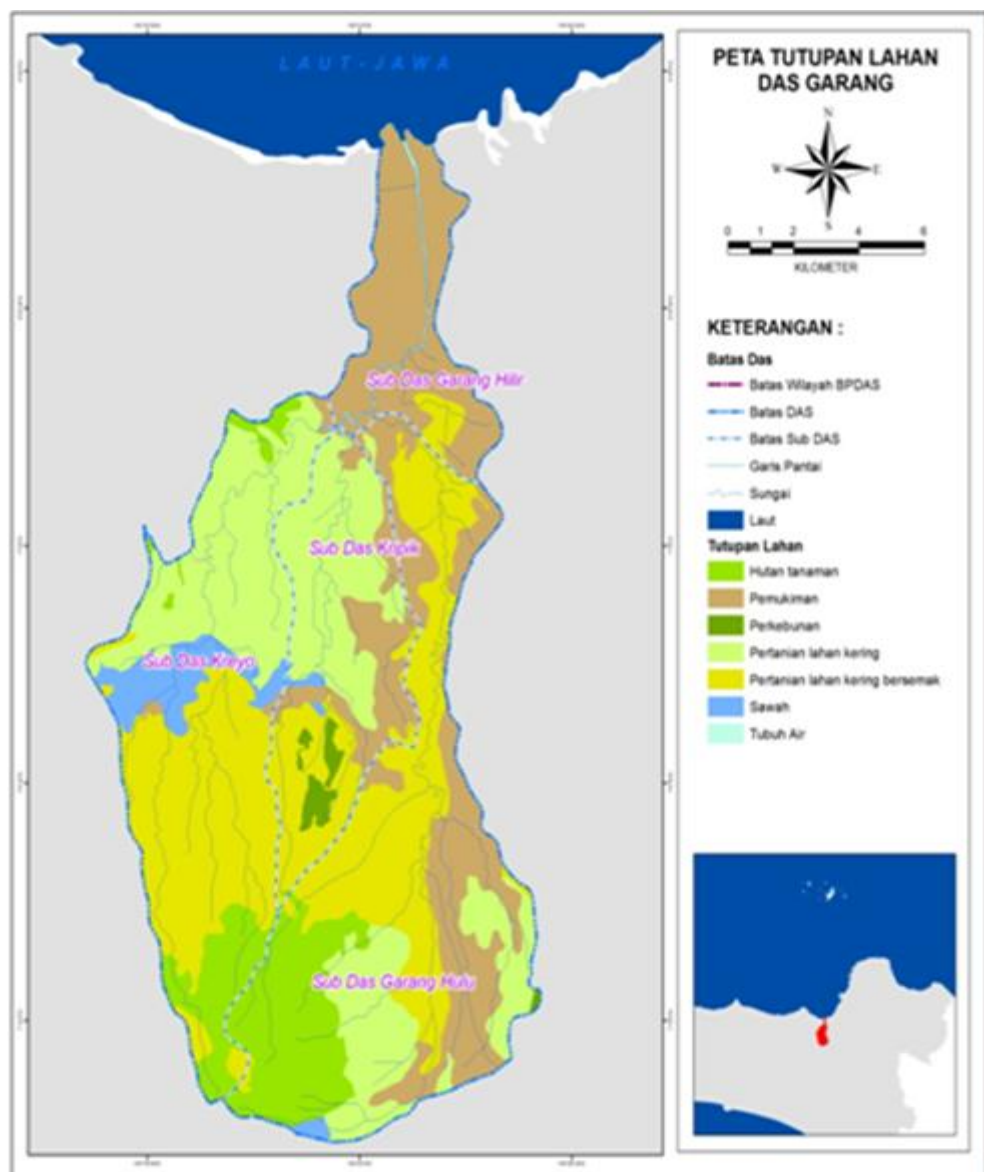 LAUT-JAWA
Sub Das Garang Hilir
Sub Das Kripik
Sub Das Kreyo
Sub Das Garang Hulu
PETA TUTUPAN LAHAN
DAS GARANG
N
W E
S
0 1 2 4 6
KILOMETER
KETERANGAN :
Batas Das
Batas Wilayah BPDAS
Batas DAS
Batas Sub DAS
Garis Pantai
Sungai
Laut
Tutupan Lahan
Hutan tanaman
Pemukiman
Perkebunan
Pertanian lahan kering
Pertanian lahan kering bersemak
Sawah
Tubuh Air